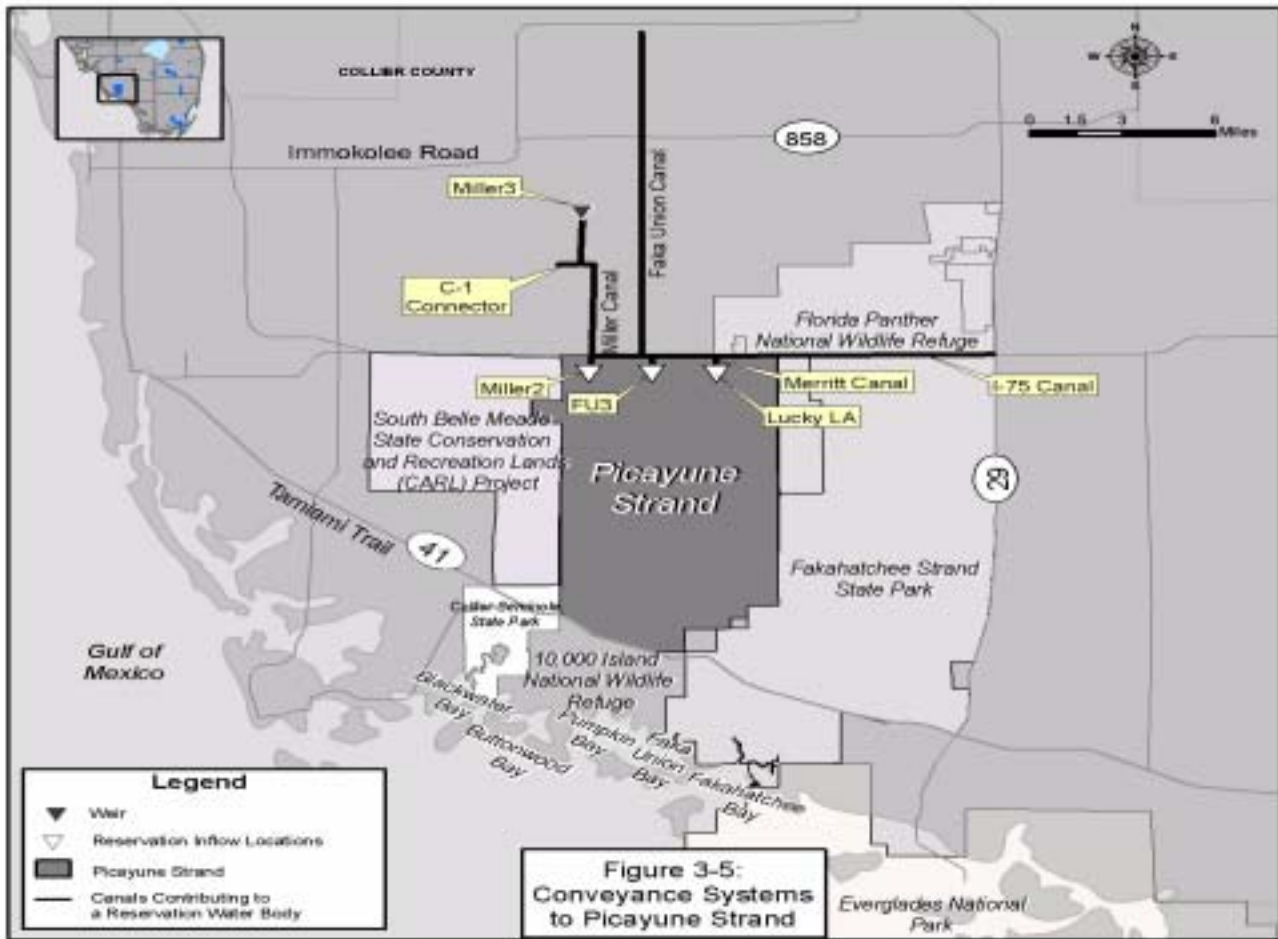 COLLIER COUNTY
N
W
E
S
0 1.5 3 6
Miles
858
Immokolee Road
Miller3
Faka Union Canal
C-1
Connector
Miller Canal
Florida Panther
National Wildlife Refuge
Miller2
FU3
Merritt Canal
I-75 Canal
Lucky LA
South Belle Meade
State Conservation
and Recreation Lands
(CARL) Project
Picayune
Strand
29
Tamiami Trail
41
Fakahatchee Strand
State Park
Collier-Seminole
State Park
Gulf of
Mexico
10,000 Island
National Wildlife
Refuge
Blackwater
Bay
Buttonwood
Bay
Pumpkin
Bay
Faka
Union
Bay
Fakahatchee
Bay
Legend
Weir
Reservation Inflow Locations
Picayune Strand
Canals Contributing to
a Reservation Water Body
Figure 3-5:
Conveyance Systems
to Picayune Strand
Everglades National
Park